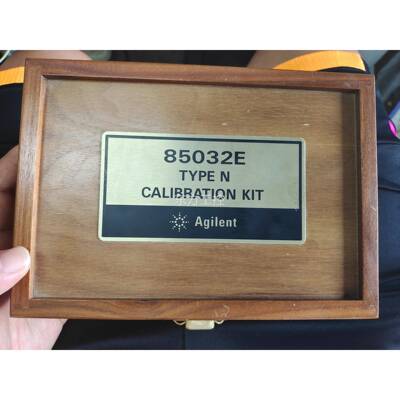 85032E
TYPE N
CALIBRATION KIT
Agilent